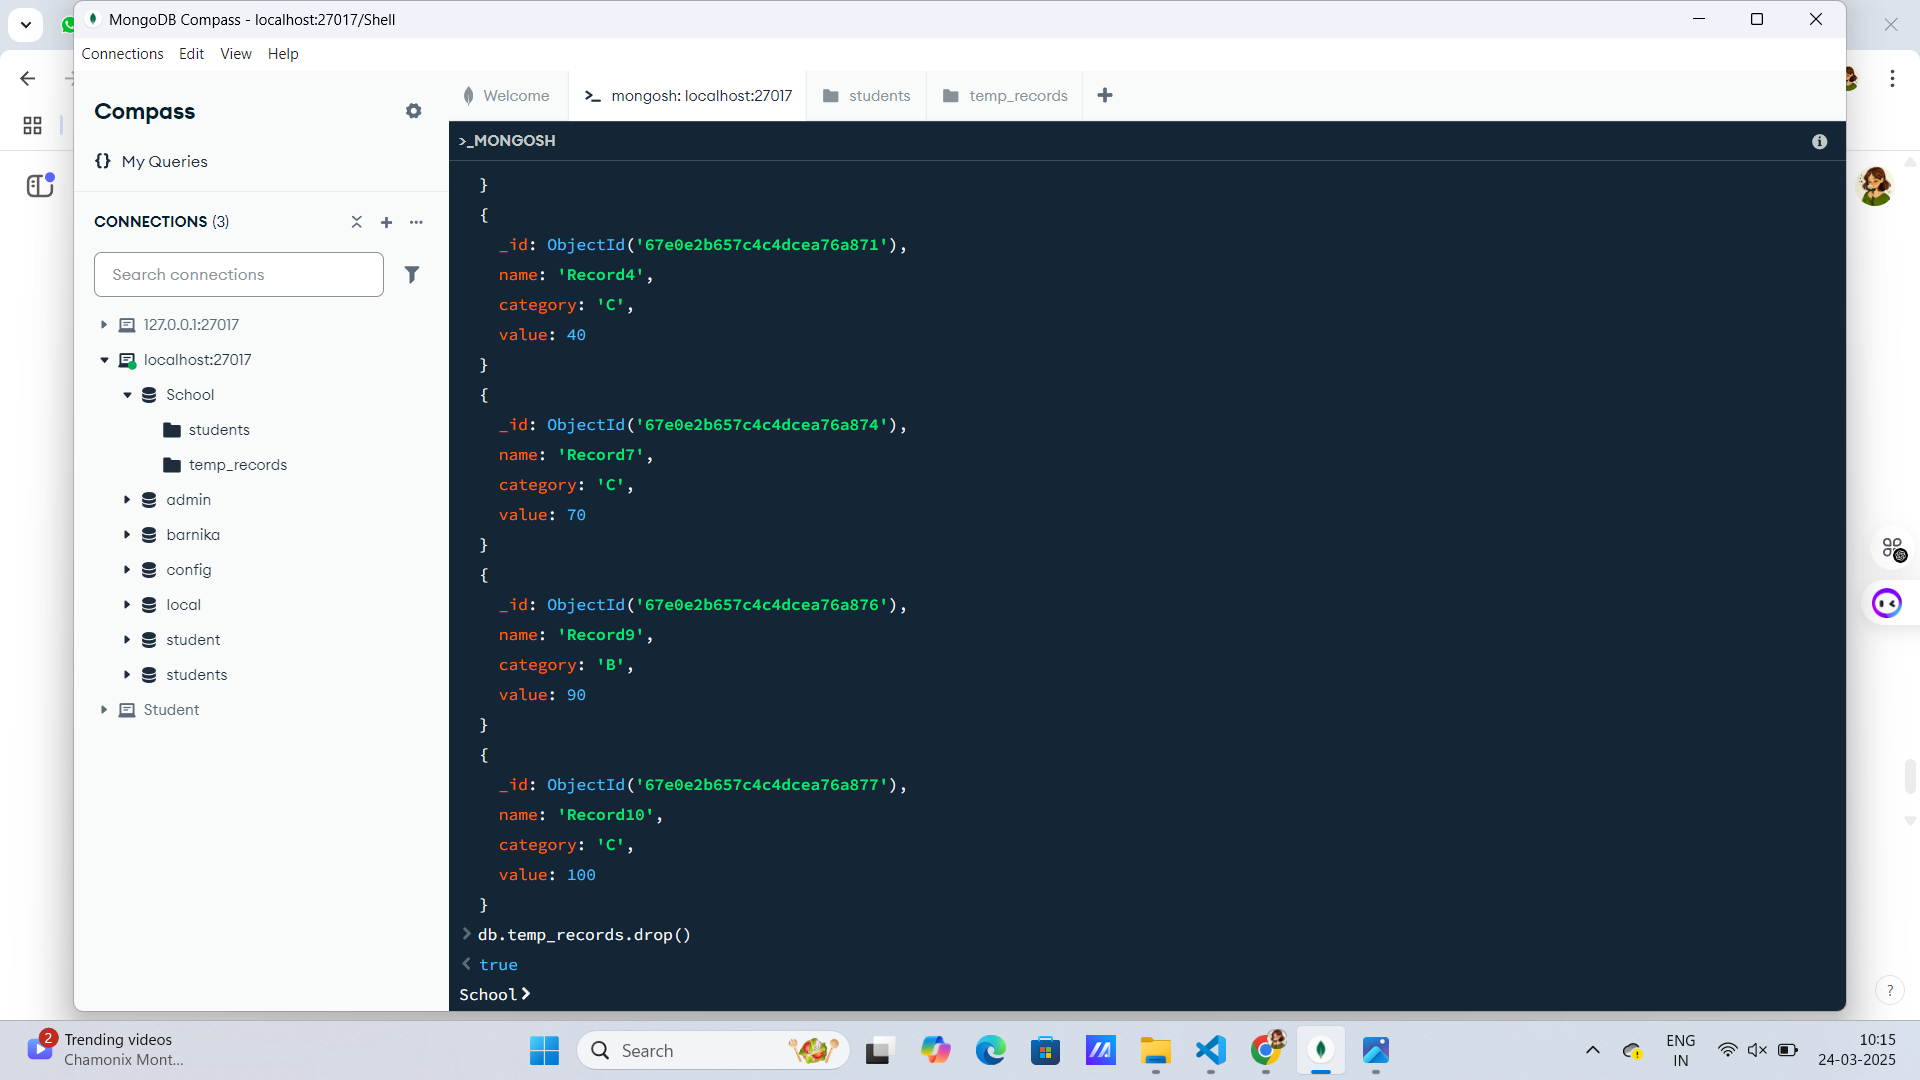 MongoDB Compass - localhost:27017/Shell
Connections Edit View Help
Compass
{} My Queries
CONNECTIONS (3)
Search connections
127.0.0.1:27017
localhost:27017
School
students
temp_records
admin
barnika
config
local
student
students
Student
Welcome
>_ mongosh: localhost:27017
students
temp_records
>_MONGOSH
}
{
_id: ObjectId('67e0e2b657c4c4dcea76a871'),
name: 'Record4',
category: 'C',
value: 40
}
{
_id: ObjectId('67e0e2b657c4c4dcea76a874'),
name: 'Record7',
category: 'C',
value: 70
}
{
_id: ObjectId('67e0e2b657c4c4dcea76a876'),
name: 'Record9',
category: 'B',
value: 90
}
{
_id: ObjectId('67e0e2b657c4c4dcea76a877'),
name: 'Record10',
category: 'C',
value: 100
}
> db.temp_records.drop()
< true
School>
?
2
Trending videos
Chamonix Mont...
Search
ENG
IN
10:15
24-03-2025